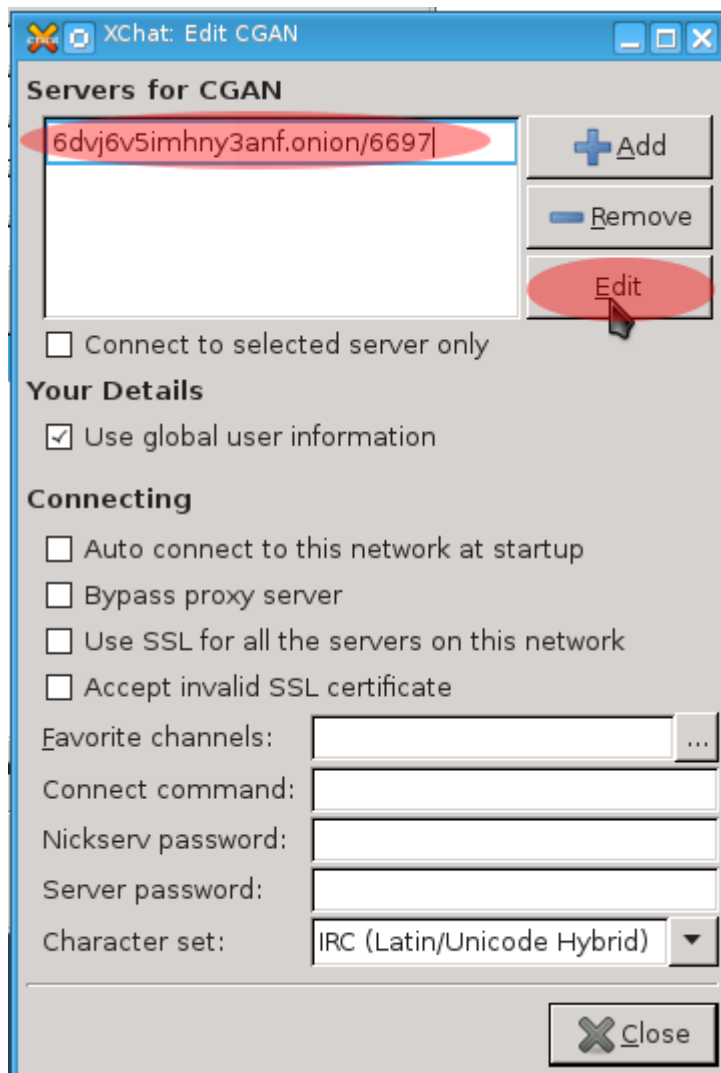 XChat: Edit CGAN
Servers for CGAN
6dvj6v5imhny3anf.onion/6697
Add
Remove
Edit
Connect to selected server only
Your Details
Use global user information
Connecting
Auto connect to this network at startup
Bypass proxy server
Use SSL for all the servers on this network
Accept invalid SSL certificate
Favorite channels: ...
Connect command:
Nickserv password:
Server password:
Character set: IRC (Latin/Unicode Hybrid)
Close